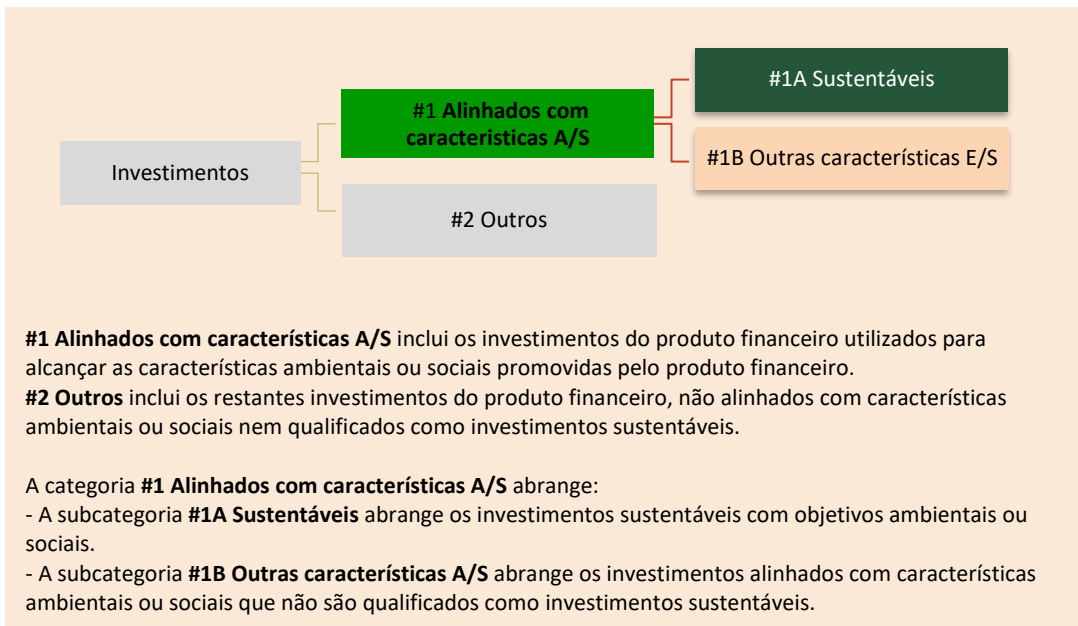 #1A Sustentáveis
#1 Alinhados com
caracteristicas A/S
#1B Outras características E/S
Investimentos
#2 Outros
#1 Alinhados com características A/S inclui os investimentos do produto financeiro utilizados para
alcançar as características ambientais ou sociais promovidas pelo produto financeiro.
#2 Outros inclui os restantes investimentos do produto financeiro, não alinhados com características
ambientais ou sociais nem qualificados como investimentos sustentáveis.
A categoria #1 Alinhados com características A/S abrange:
- A subcategoria #1A Sustentáveis abrange os investimentos sustentáveis com objetivos ambientais ou
sociais.
- A subcategoria #1B Outras características A/S abrange os investimentos alinhados com características
ambientais ou sociais que não são qualificados como investimentos sustentáveis.